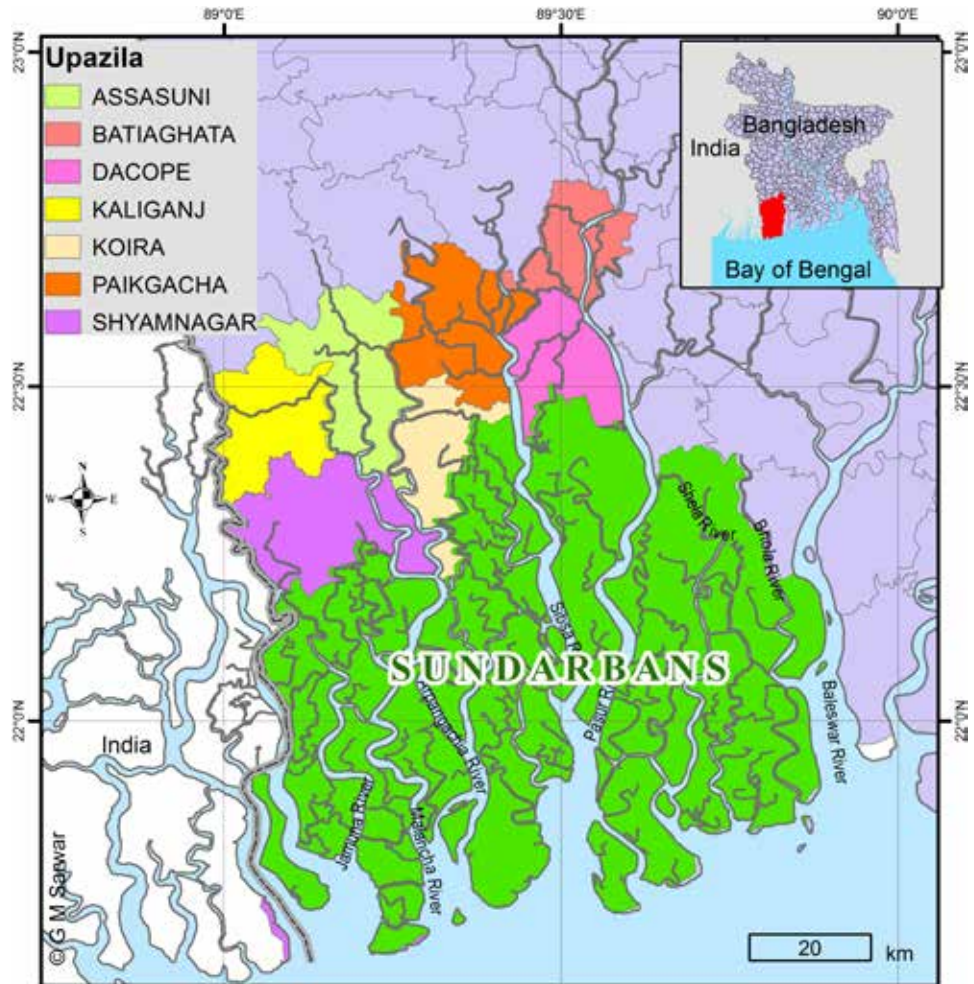 89°0'E
89°30'E
90°0'E
23°0'N
23°0'N
Upazila
ASSASUNI
BATIAGHATA
DACOPE
KALIGANJ
KOIRA
PAIKGACHA
SHYAMNAGAR
Bangladesh
India
Bay of Bengal
22°30'N
22°30'N
N
W
E
S
Shela River
Bhola River
Sibsa
SUNDARBANS
Pasur
Baleswar River
22°0'N
22°0'N
India
River
Jamuna River
Malancha River
© G M Sarwar
20
km